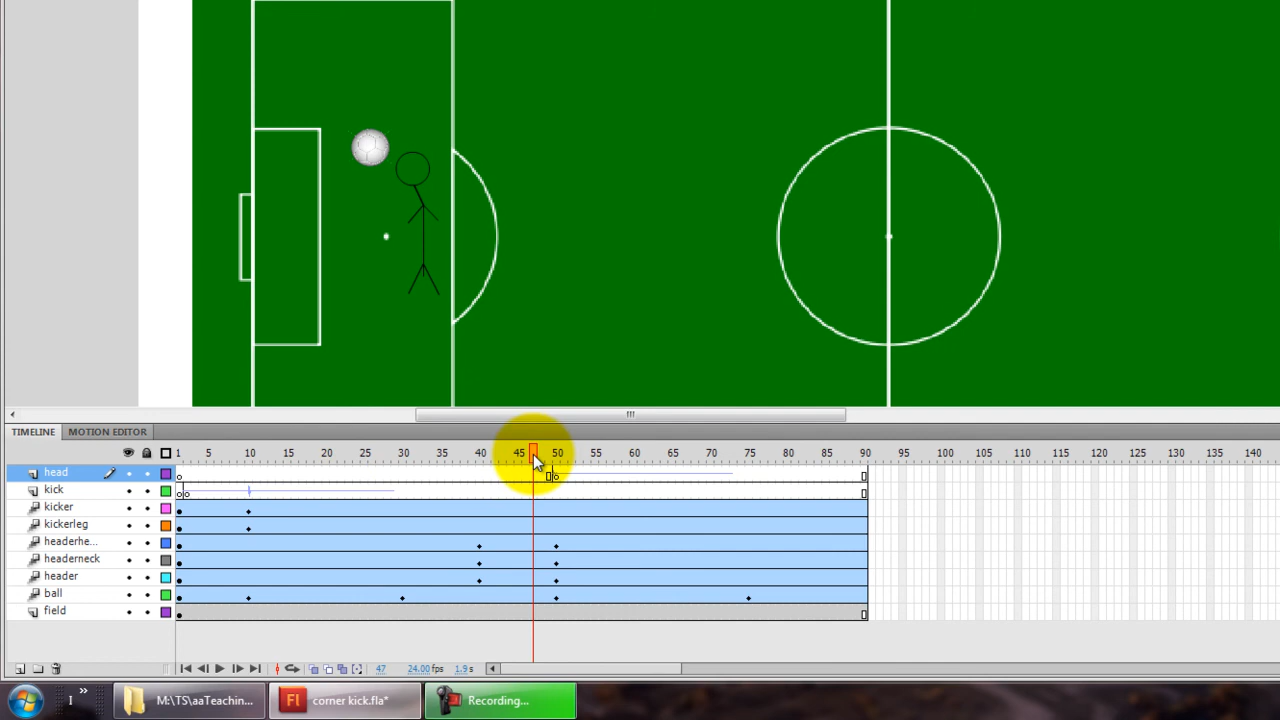 TIMELINE MOTION EDITOR
1 5 10 15 20 25 30 35 40 45 50 55 60 65 70 75 80 85 90 95 100 105 110 115 120 125 130 135 140
head
kick
kicker
kickerleg
headerhe...
headerneck
header
ball
field
47 24.00 fps 1.9 s
I » M:\TS\aaTeachin... Fl corner kick.fla* Recording...